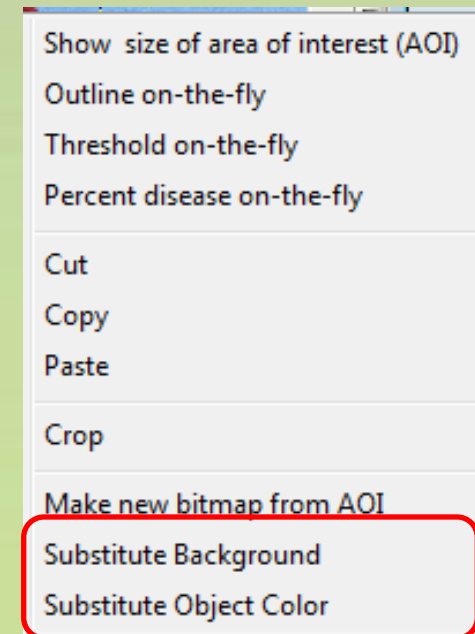 Show  size of area of interest (AOI)
Outline on-the-fly
Threshold on-the-fly
Percent disease on-the-fly
Cut
Copy
Paste
Crop
Make new bitmap from AOI
Substitute Background
Substitute Object Color